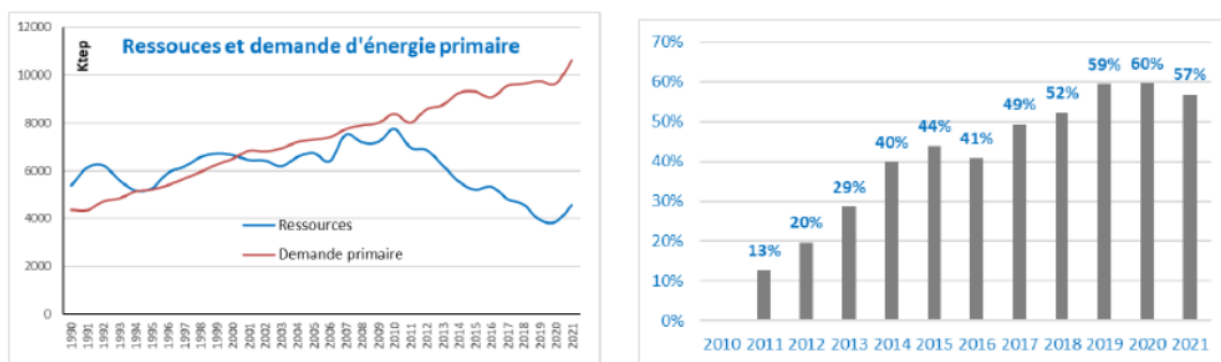 Ressouces et demande d'énergie primaire
Ktep
12000
10000
8000
6000
4000
2000
0
Ressources
Demande primaire
1990 1991 1992 1993 1994 1995 1996 1997 1998 1999 2000 2001 2002 2003 2004 2005 2006 2007 2008 2009 2010 2011 2012 2013 2014 2015 2016 2017 2018 2019 2020 2021
70%
60%
50%
40%
30%
20%
10%
0%
13% 20% 29% 40% 44% 41% 49% 52% 59% 60% 57%
2010 2011 2012 2013 2014 2015 2016 2017 2018 2019 2020 2021